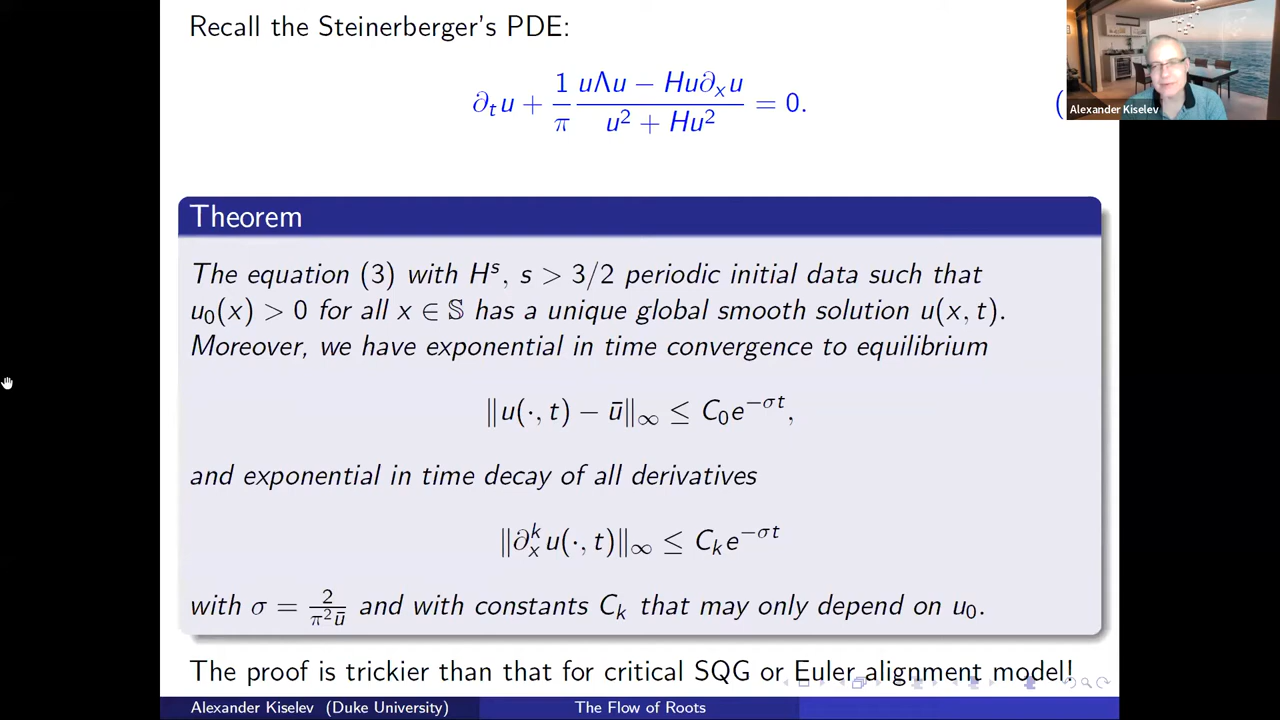 Recall the Steinerberger's PDE:
∂ₜu + 1/π (uΛu − Hu∂ₓu)/(u² + Hu²) = 0.
(
Alexander Kiselev
Theorem
The equation (3) with Hˢ, s > 3/2 periodic initial data such that
u₀(x) > 0 for all x ∈ 𝕊 has a unique global smooth solution u(x, t).
Moreover, we have exponential in time convergence to equilibrium
‖u(·, t) − ū‖∞ ≤ C₀e^{−σt},
and exponential in time decay of all derivatives
‖∂ₓᵏu(·, t)‖∞ ≤ Cₖe^{−σt}
with σ = 2/(π²ū) and with constants Cₖ that may only depend on u₀.
The proof is trickier than that for critical SQG or Euler alignment model!
Alexander Kiselev (Duke University)
The Flow of Roots